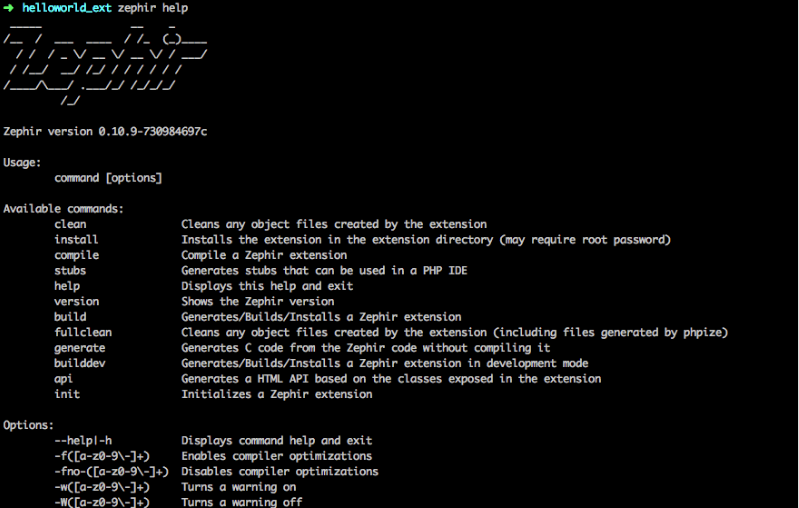 ➜ helloworld_ext zephir help
Zephir
Zephir version 0.10.9-730984697c
Usage:
command [options]
Available commands:
clean Cleans any object files created by the extension
install Installs the extension in the extension directory (may require root password)
compile Compile a Zephir extension
stubs Generates stubs that can be used in a PHP IDE
help Displays this help and exit
version Shows the Zephir version
build Generates/Builds/Installs a Zephir extension
fullclean Cleans any object files created by the extension (including files generated by phpize)
generate Generates C code from the Zephir code without compiling it
builddev Generates/Builds/Installs a Zephir extension in development mode
api Generates a HTML API based on the classes exposed in the extension
init Initializes a Zephir extension
Options:
--help|-h Displays command help and exit
-f([a-z0-9\-]+) Enables compiler optimizations
-fno-([a-z0-9\-]+) Disables compiler optimizations
-w([a-z0-9\-]+) Turns a warning on
-W([a-z0-9\-]+) Turns a warning off